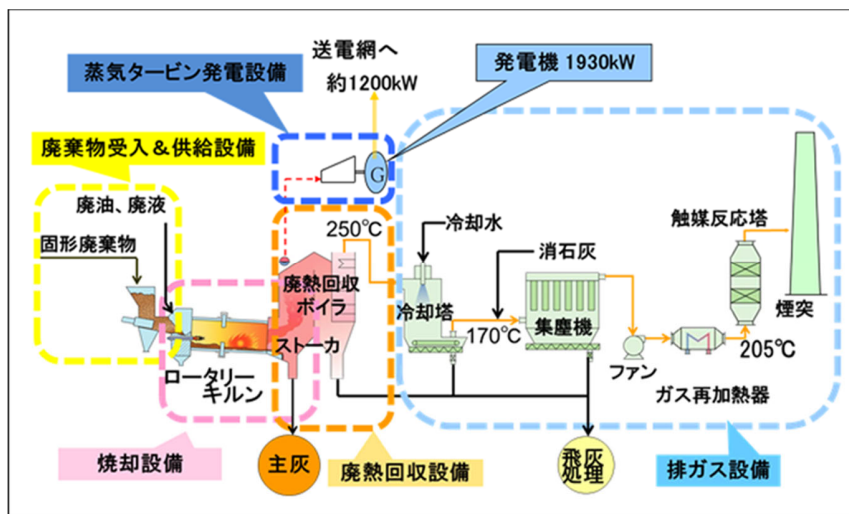 送電網へ
約1200kW
蒸気タービン発電設備
発電機 1930kW
廃棄物受入&供給設備
G
廃油、廃液
固形廃棄物
250℃
冷却水
消石灰
触媒反応塔
廃熱回収
ボイラ
冷却塔
集塵機
煙突
ストーカ
170℃
205℃
ファン
ロータリー
キルン
ガス再加熱器
焼却設備
主灰
廃熱回収設備
飛灰
処理
排ガス設備